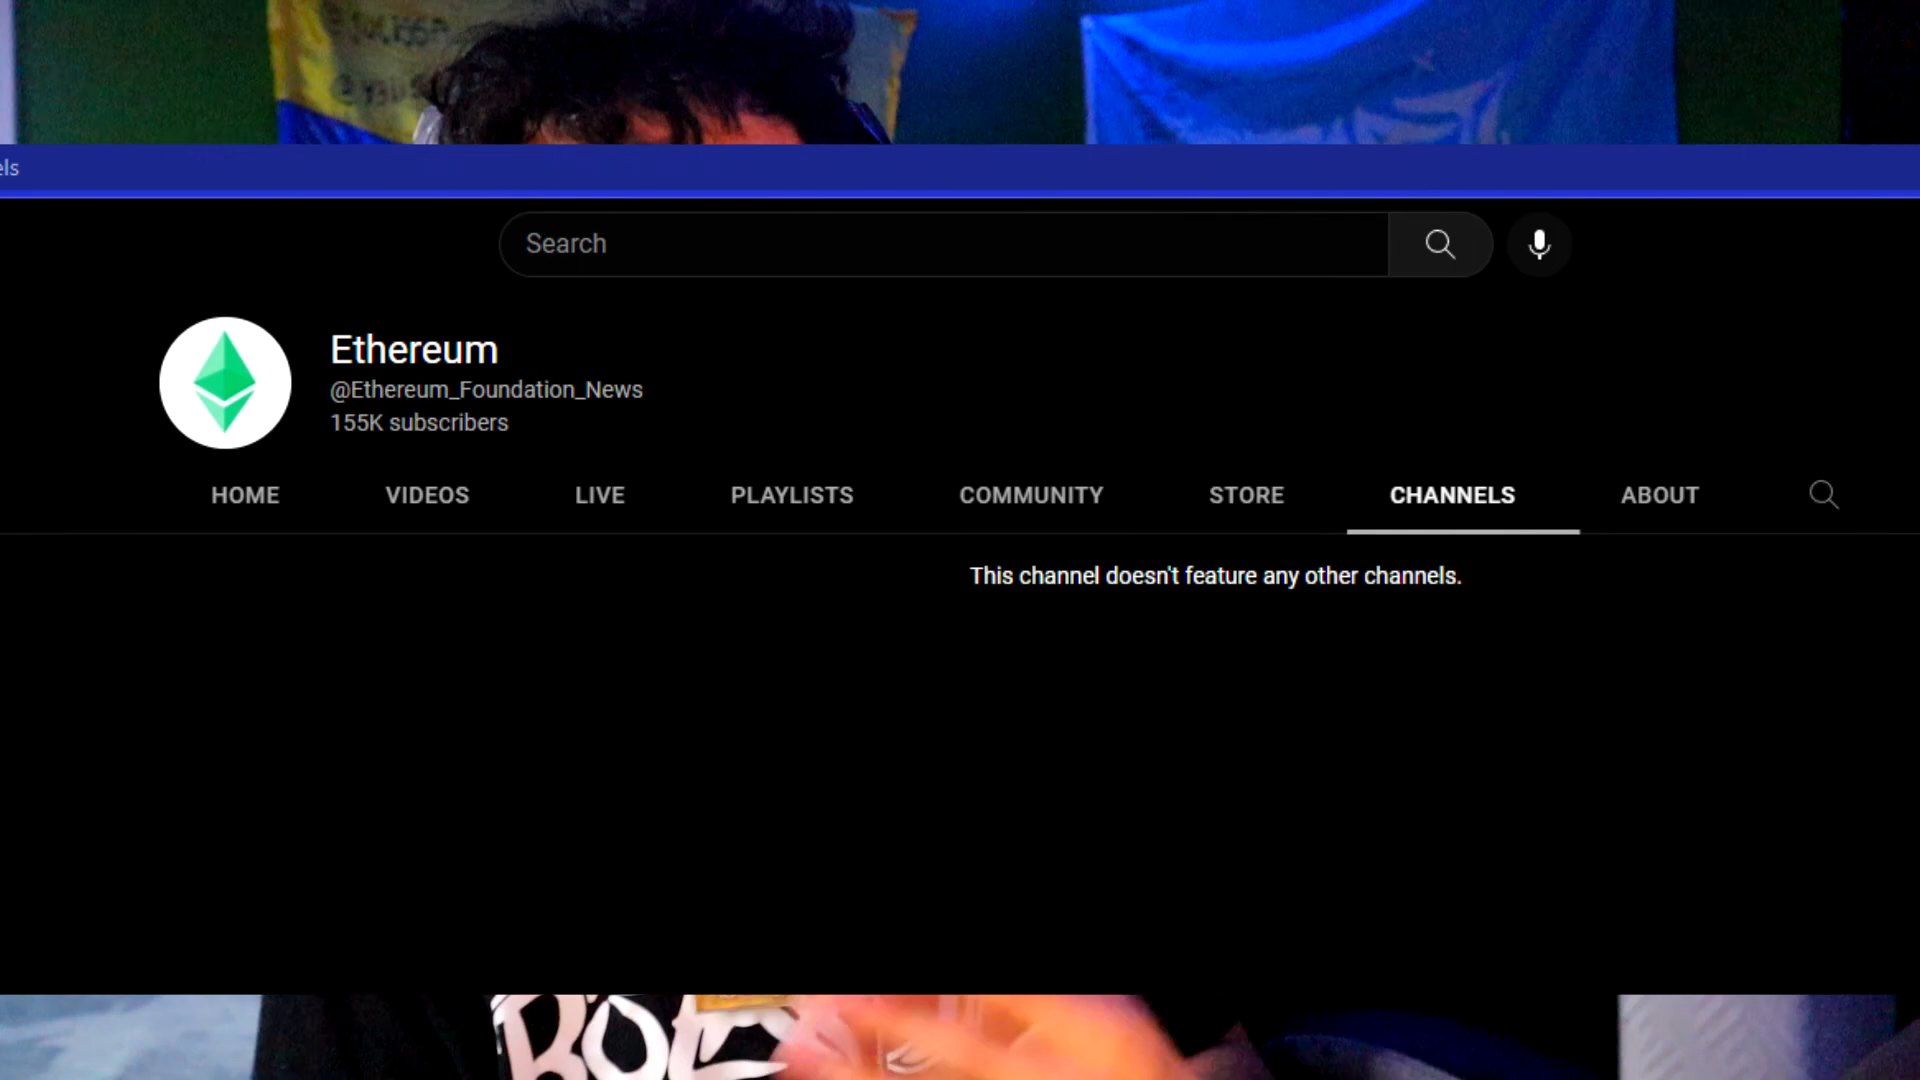 els
Search
Ethereum
@Ethereum_Foundation_News
155K subscribers
HOME VIDEOS LIVE PLAYLISTS COMMUNITY STORE CHANNELS ABOUT
This channel doesn't feature any other channels.